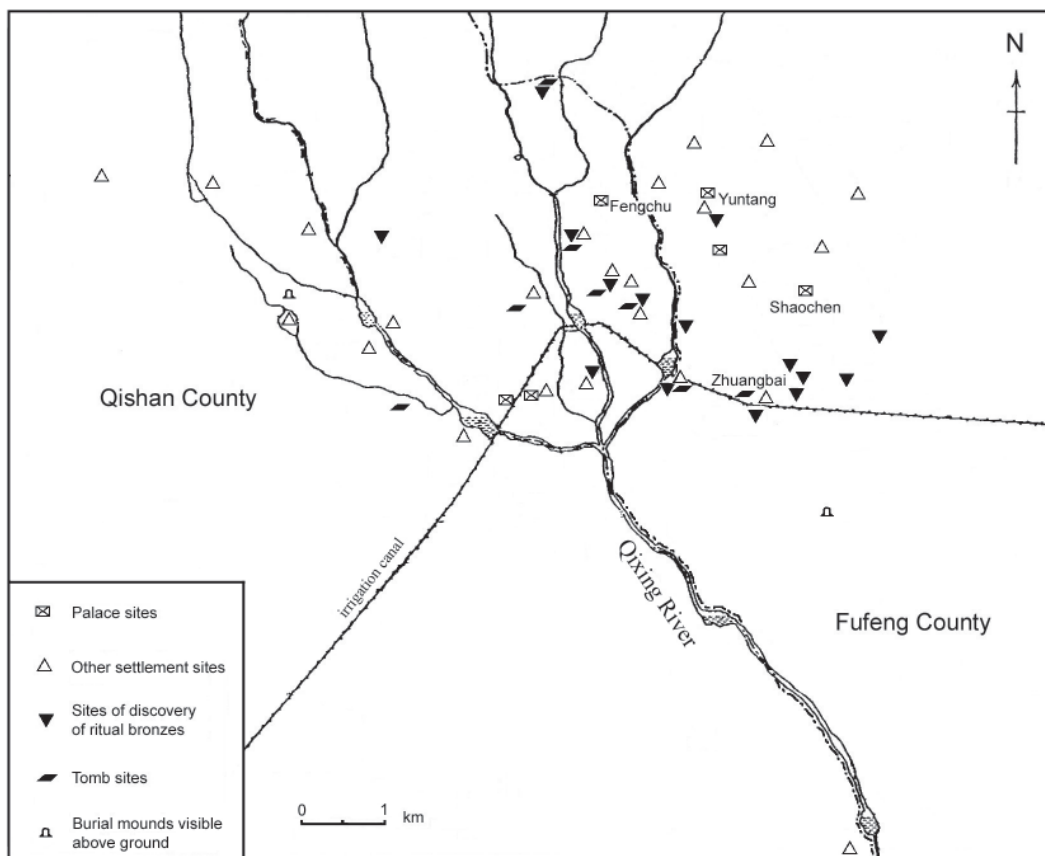 N
Fengchu
Yuntang
Shaochen
Zhuangbai
Qishan County
irrigation canal
Qixing River
Fufeng County
Palace sites
Other settlement sites
Sites of discovery
of ritual bronzes
Tomb sites
Burial mounds visible
above ground
0 1
km